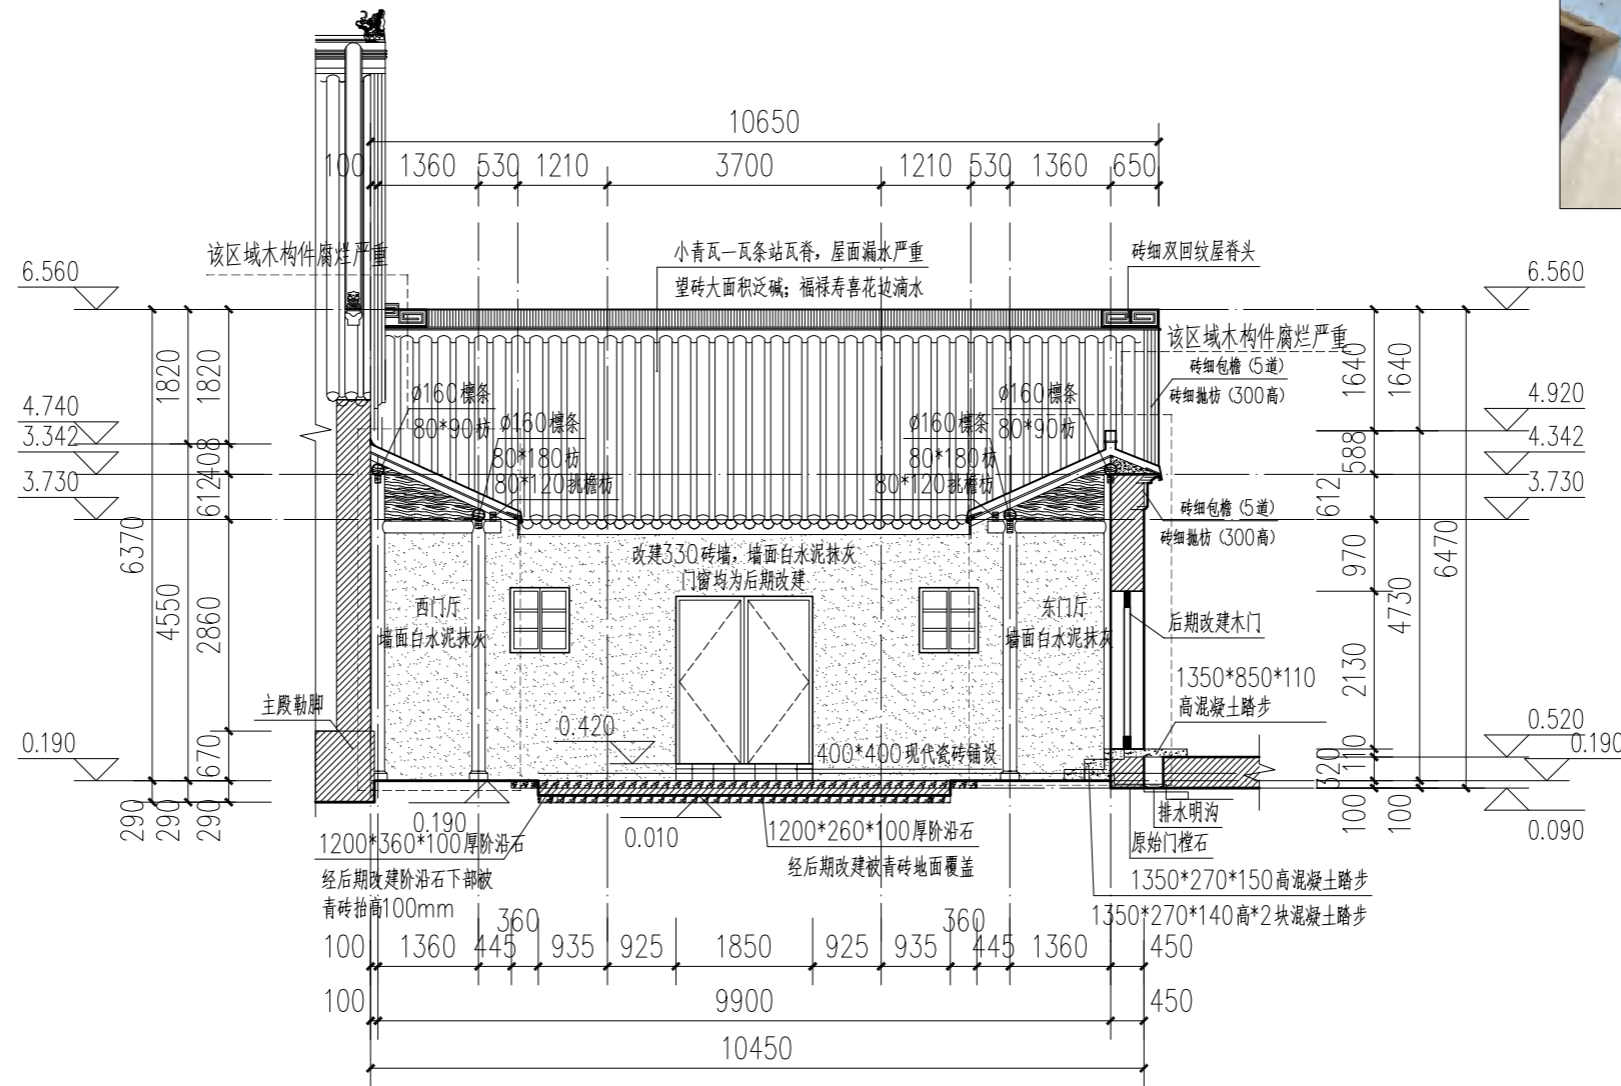 10650
100 1360 530 1210 3700 1210 530 1360 650
该区域木构件腐烂严重
小青瓦一瓦条站瓦脊，屋面漏水严重
望砖大面积泛碱；福禄寿喜花边滴水
砖细双回纹屋脊头
6.560
6.560
该区域木构件腐烂严重
砖细包檐（5道）
砖细抛枋（300高）
1820 1820
1640 1640
4.740
3.342
3.730
4.920
4.342
3.730
ø160檩条
80*90枋
ø160檩条
80*180枋
80*120挑檐枋
ø160檩条
80*90枋
ø160檩条
80*180枋
80*120挑檐枋
408
612
588
612
砖细包檐（5道）
砖细抛枋（300高）
6370
4550
2860
670
290 290 290
970
2130
110
320
100 100
4730
6470
改建330砖墙，墙面白水泥抹灰
门窗均为后期改建
西门厅
墙面白水泥抹灰
东门厅
墙面白水泥抹灰
后期改建木门
1350*850*110
高混凝土踏步
主殿勒脚
0.190
0.420
400*400现代瓷砖铺设
0.520
0.190
0.090
0.190
0.010
1200*360*100厚阶沿石
经后期改建阶沿石下部被
青砖抬高100mm
1200*260*100厚阶沿石
经后期改建被青砖地面覆盖
排水明沟
原始门樘石
1350*270*150高混凝土踏步
1350*270*140高*2块混凝土踏步
360 360
100 1360 445 935 925 1850 925 935 445 1360 450
100 9900 450
10450